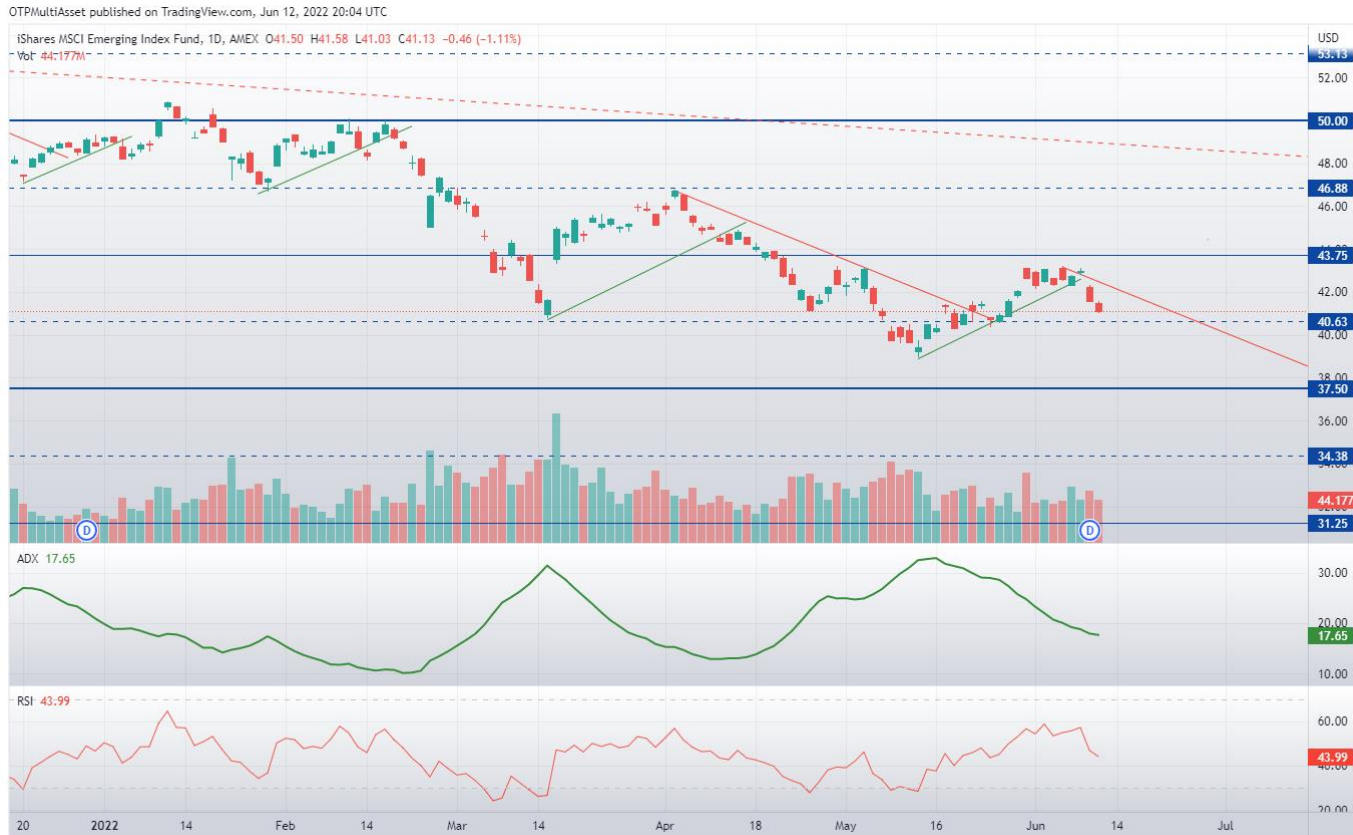 OTPMultiAsset published on TradingView.com, Jun 12, 2022 20:04 UTC
iShares MSCI Emerging Index Fund, 1D, AMEX O41.50 H41.58 L41.03 C41.13 −0.46 (−1.11%)
Vol 44.177M
USD
53.13
52.00
50.00
48.00
46.88
46.00
43.75
42.00
40.63
40.00
38.00
37.50
36.00
34.38
34.00
44.177
31.25
D
D
ADX 17.65
30.00
20.00
17.65
10.00
RSI 43.99
60.00
43.99
40.00
20.00
20 2022 14 Feb 14 Mar 14 Apr 18 May 16 Jun 14 Jul